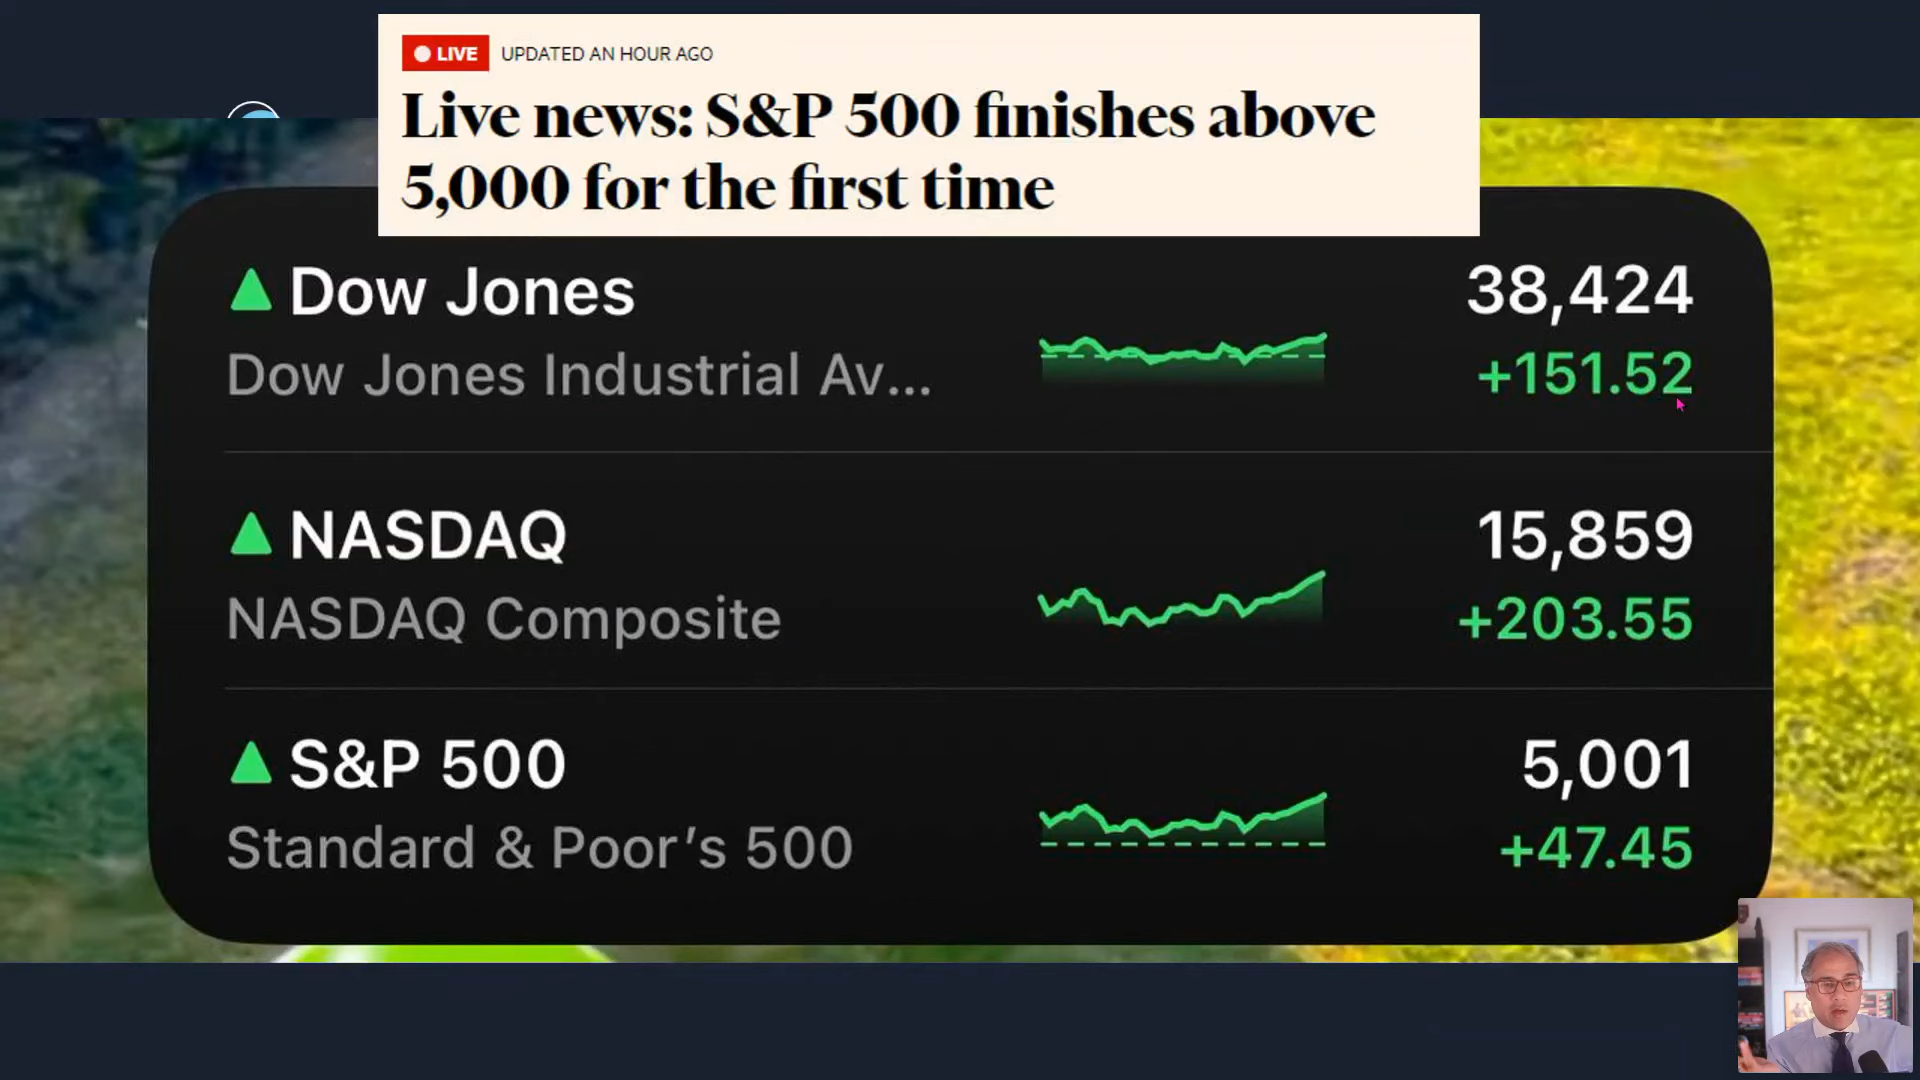 LIVE UPDATED AN HOUR AGO
Live news: S&P 500 finishes above
5,000 for the first time
Dow Jones 38,424
Dow Jones Industrial Av... +151.52
NASDAQ 15,859
NASDAQ Composite +203.55
S&P 500 5,001
Standard & Poor’s 500 +47.45